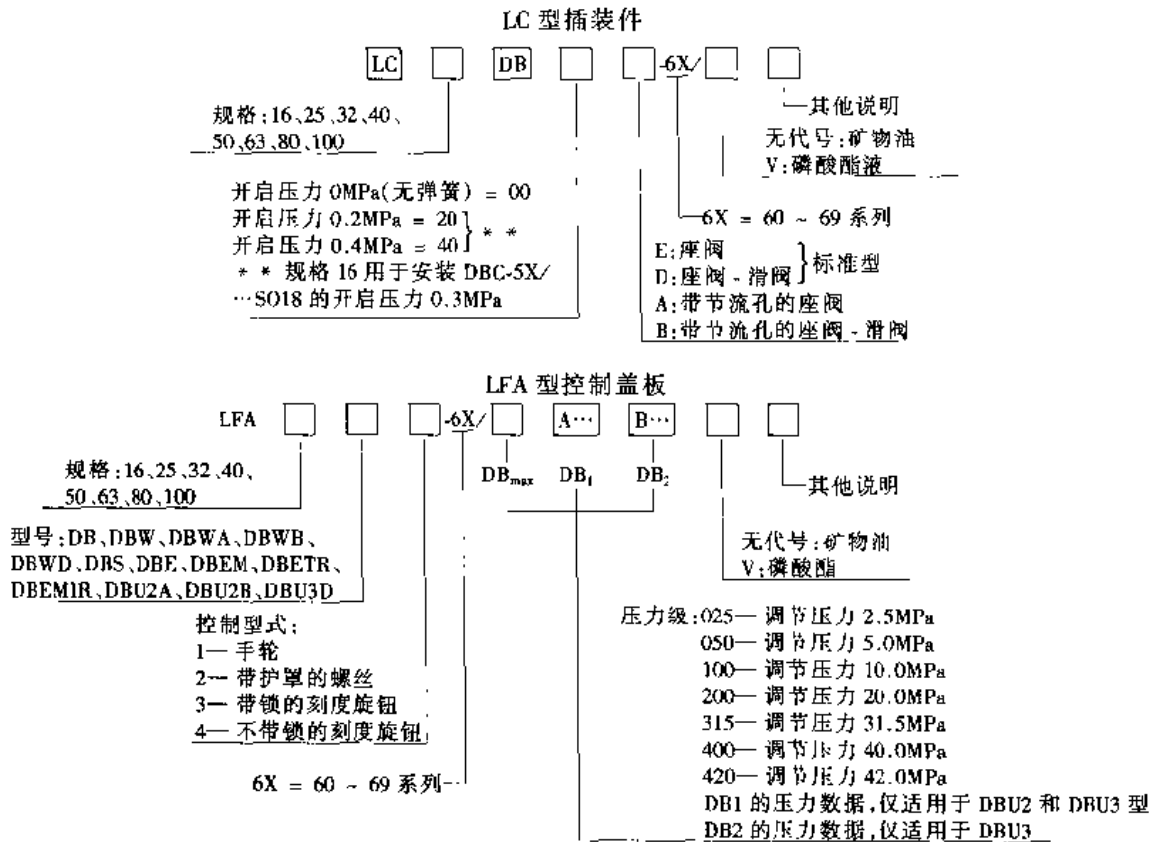 LC 型插装件
LC DB -6X/
规格:16、25、32、40、
50、63、80、100
其他说明
无代号:矿物油
V:磷酸酯液
开启压力 0MPa(无弹簧) = 00
开启压力 0.2MPa = 20
开启压力 0.4MPa = 40
* *
* * 规格 16 用于安装 DBC-5X/
…SO18 的开启压力 0.3MPa
6X = 60 ~ 69 系列
E:座阀
D:座阀 - 滑阀
标准型
A:带节流孔的座阀
B:带节流孔的座阀 - 滑阀
LFA 型控制盖板
LFA -6X/ A… B…
DBmax DB1 DB2
规格:16、25、32、40、
50、63、80、100
其他说明
型号:DB、DBW、DBWA、DBWB、
DBWD、DBS、DBE、DBEM、DBETR、
DBEM1R、DBU2A、DBU2B、DBU3D
无代号:矿物油
V:磷酸酯
控制型式:
1— 手轮
2— 带护罩的螺丝
3— 带锁的刻度旋钮
4— 不带锁的刻度旋钮
6X = 60 ~ 69 系列
压力级:025— 调节压力 2.5MPa
050— 调节压力 5.0MPa
100— 调节压力 10.0MPa
200— 调节压力 20.0MPa
315— 调节压力 31.5MPa
400— 调节压力 40.0MPa
420— 调节压力 42.0MPa
DB1 的压力数据,仅适用于 DBU2 和 DBU3 型
DB2 的压力数据,仅适用于 DBU3